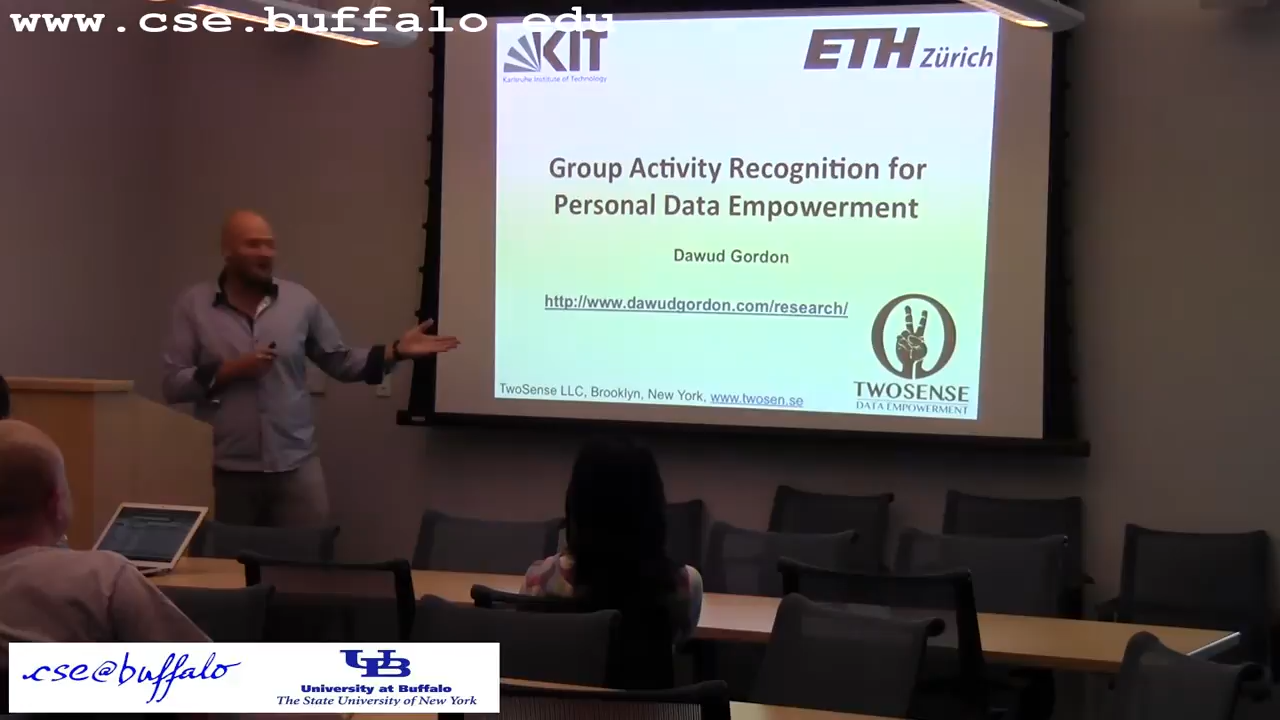 www.cse.buffalo.edu
KIT
Karlsruhe Institute of Technology
ETH Zürich
Group Activity Recognition for
Personal Data Empowerment
Dawud Gordon
http://www.dawudgordon.com/research/
TwoSense LLC, Brooklyn, New York, www.twosen.se
TWOSENSE
DATA EMPOWERMENT
cse@buffalo
UB
University at Buffalo
The State University of New York